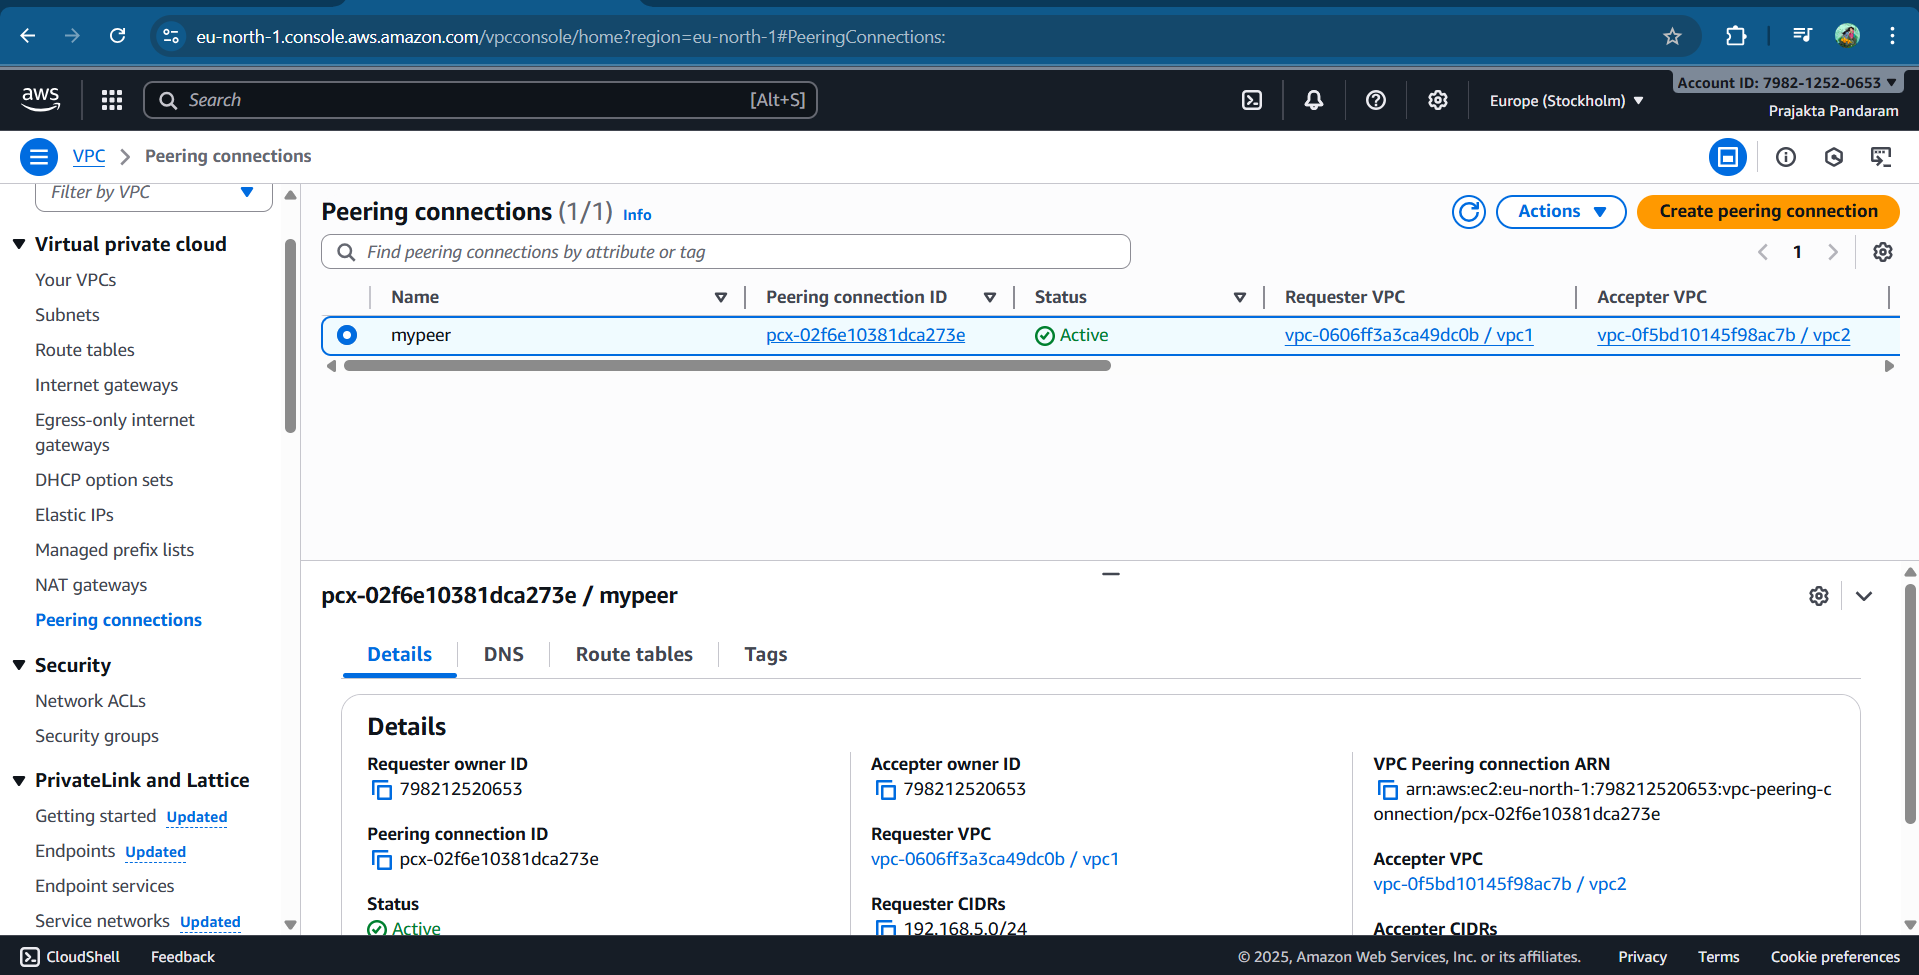 eu-north-1.console.aws.amazon.com/vpcconsole/home?region=eu-north-1#PeeringConnections:
aws
Search
[Alt+S]
Europe (Stockholm)
Account ID: 7982-1252-0653
Prajakta Pandaram
VPC
Peering connections
Filter by VPC
Virtual private cloud
Your VPCs
Subnets
Route tables
Internet gateways
Egress-only internet
gateways
DHCP option sets
Elastic IPs
Managed prefix lists
NAT gateways
Peering connections
Security
Network ACLs
Security groups
PrivateLink and Lattice
Getting started Updated
Endpoints Updated
Endpoint services
Service networks Updated
Peering connections (1/1) Info
Actions
Create peering connection
Find peering connections by attribute or tag
1
Name Peering connection ID Status Requester VPC Accepter VPC
mypeer pcx-02f6e10381dca273e Active vpc-0606ff3a3ca49dc0b / vpc1 vpc-0f5bd10145f98ac7b / vpc2
pcx-02f6e10381dca273e / mypeer
Details DNS Route tables Tags
Details
Requester owner ID
798212520653
Peering connection ID
pcx-02f6e10381dca273e
Status
Active
Accepter owner ID
798212520653
Requester VPC
vpc-0606ff3a3ca49dc0b / vpc1
Requester CIDRs
192.168.5.0/24
VPC Peering connection ARN
arn:aws:ec2:eu-north-1:798212520653:vpc-peering-c
onnection/pcx-02f6e10381dca273e
Accepter VPC
vpc-0f5bd10145f98ac7b / vpc2
Accepter CIDRs
CloudShell
Feedback
© 2025, Amazon Web Services, Inc. or its affiliates.
Privacy
Terms
Cookie preferences